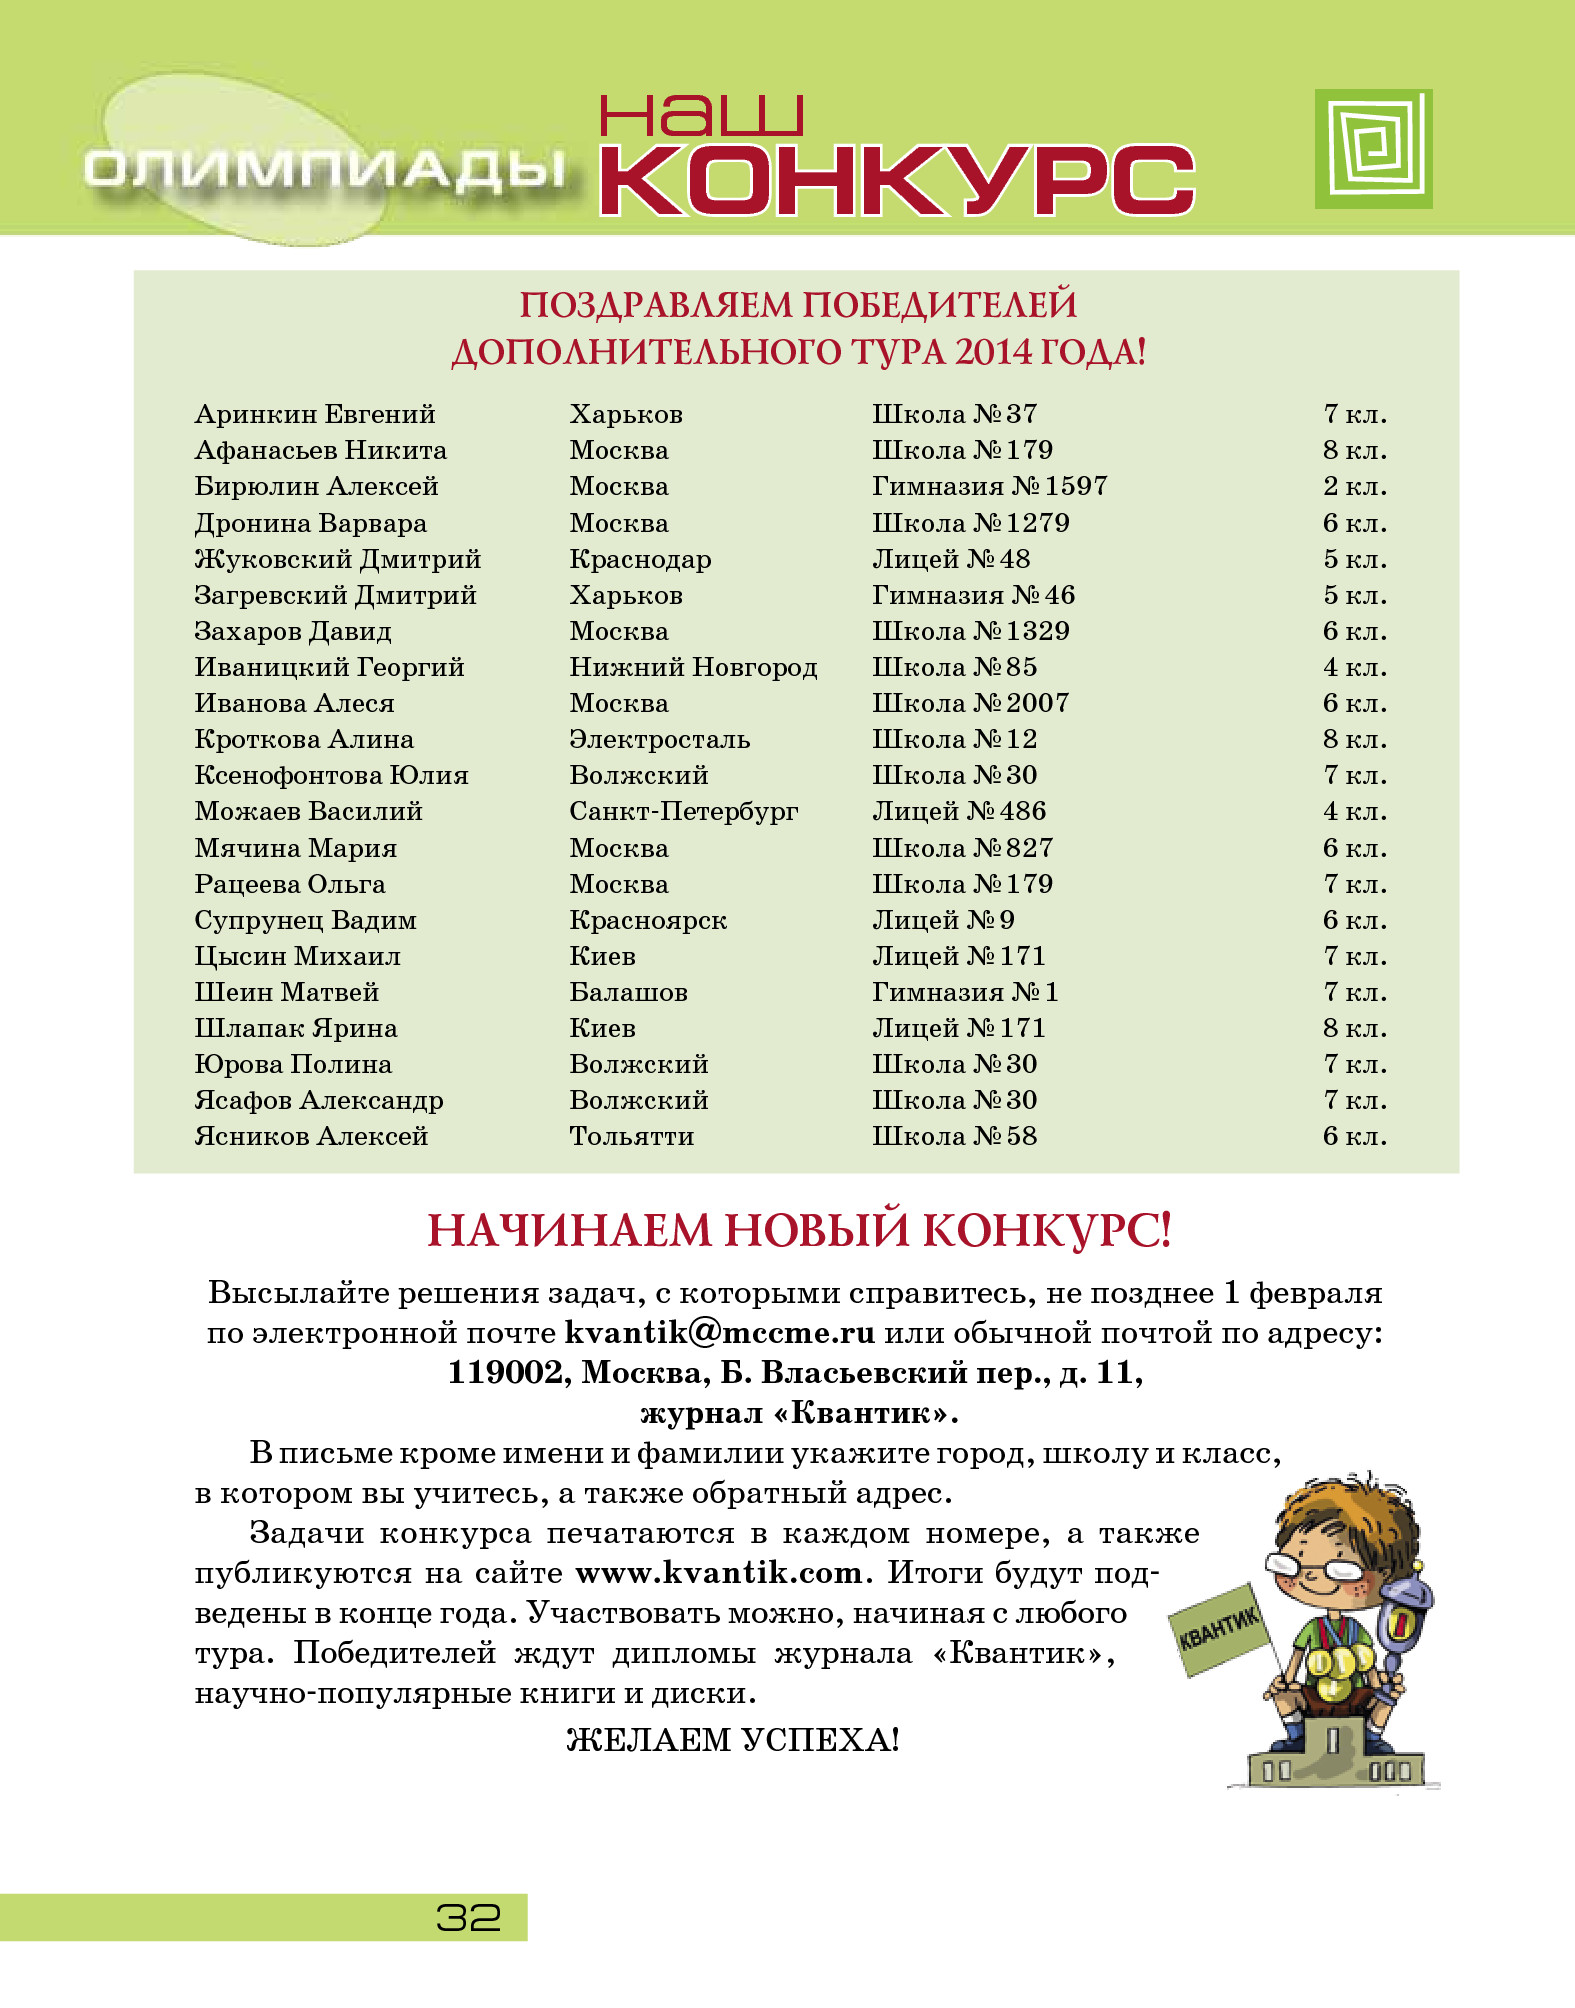 ОЛИМПИАДЫ
наш
КОНКУРС
ПОЗДРАВЛЯЕМ ПОБЕДИТЕЛЕЙ
ДОПОЛНИТЕЛЬНОГО ТУРА 2014 ГОДА!
Аринкин Евгений Харьков Школа № 37 7 кл.
Афанасьев Никита Москва Школа № 179 8 кл.
Бирюлин Алексей Москва Гимназия № 1597 2 кл.
Дронина Варвара Москва Школа № 1279 6 кл.
Жуковский Дмитрий Краснодар Лицей № 48 5 кл.
Загревский Дмитрий Харьков Гимназия № 46 5 кл.
Захаров Давид Москва Школа № 1329 6 кл.
Иваницкий Георгий Нижний Новгород Школа № 85 4 кл.
Иванова Алеся Москва Школа № 2007 6 кл.
Кроткова Алина Электросталь Школа № 12 8 кл.
Ксенофонтова Юлия Волжский Школа № 30 7 кл.
Можаев Василий Санкт-Петербург Лицей № 486 4 кл.
Мячина Мария Москва Школа № 827 6 кл.
Рацеева Ольга Москва Школа № 179 7 кл.
Супрунец Вадим Красноярск Лицей № 9 6 кл.
Цысин Михаил Киев Лицей № 171 7 кл.
Шеин Матвей Балашов Гимназия № 1 7 кл.
Шлапак Ярина Киев Лицей № 171 8 кл.
Юрова Полина Волжский Школа № 30 7 кл.
Ясафов Александр Волжский Школа № 30 7 кл.
Ясников Алексей Тольятти Школа № 58 6 кл.
НАЧИНАЕМ НОВЫЙ КОНКУРС!
Высылайте решения задач, с которыми справитесь, не позднее 1 февраля
по электронной почте kvantik@mccme.ru или обычной почтой по адресу:
119002, Москва, Б. Власьевский пер., д. 11,
журнал «Квантик».
В письме кроме имени и фамилии укажите город, школу и класс,
в котором вы учитесь, а также обратный адрес.
Задачи конкурса печатаются в каждом номере, а также
публикуются на сайте www.kvantik.com. Итоги будут под-
ведены в конце года. Участвовать можно, начиная с любого
тура. Победителей ждут дипломы журнала «Квантик»,
научно-популярные книги и диски.
ЖЕЛАЕМ УСПЕХА!
КВАНТИК
32